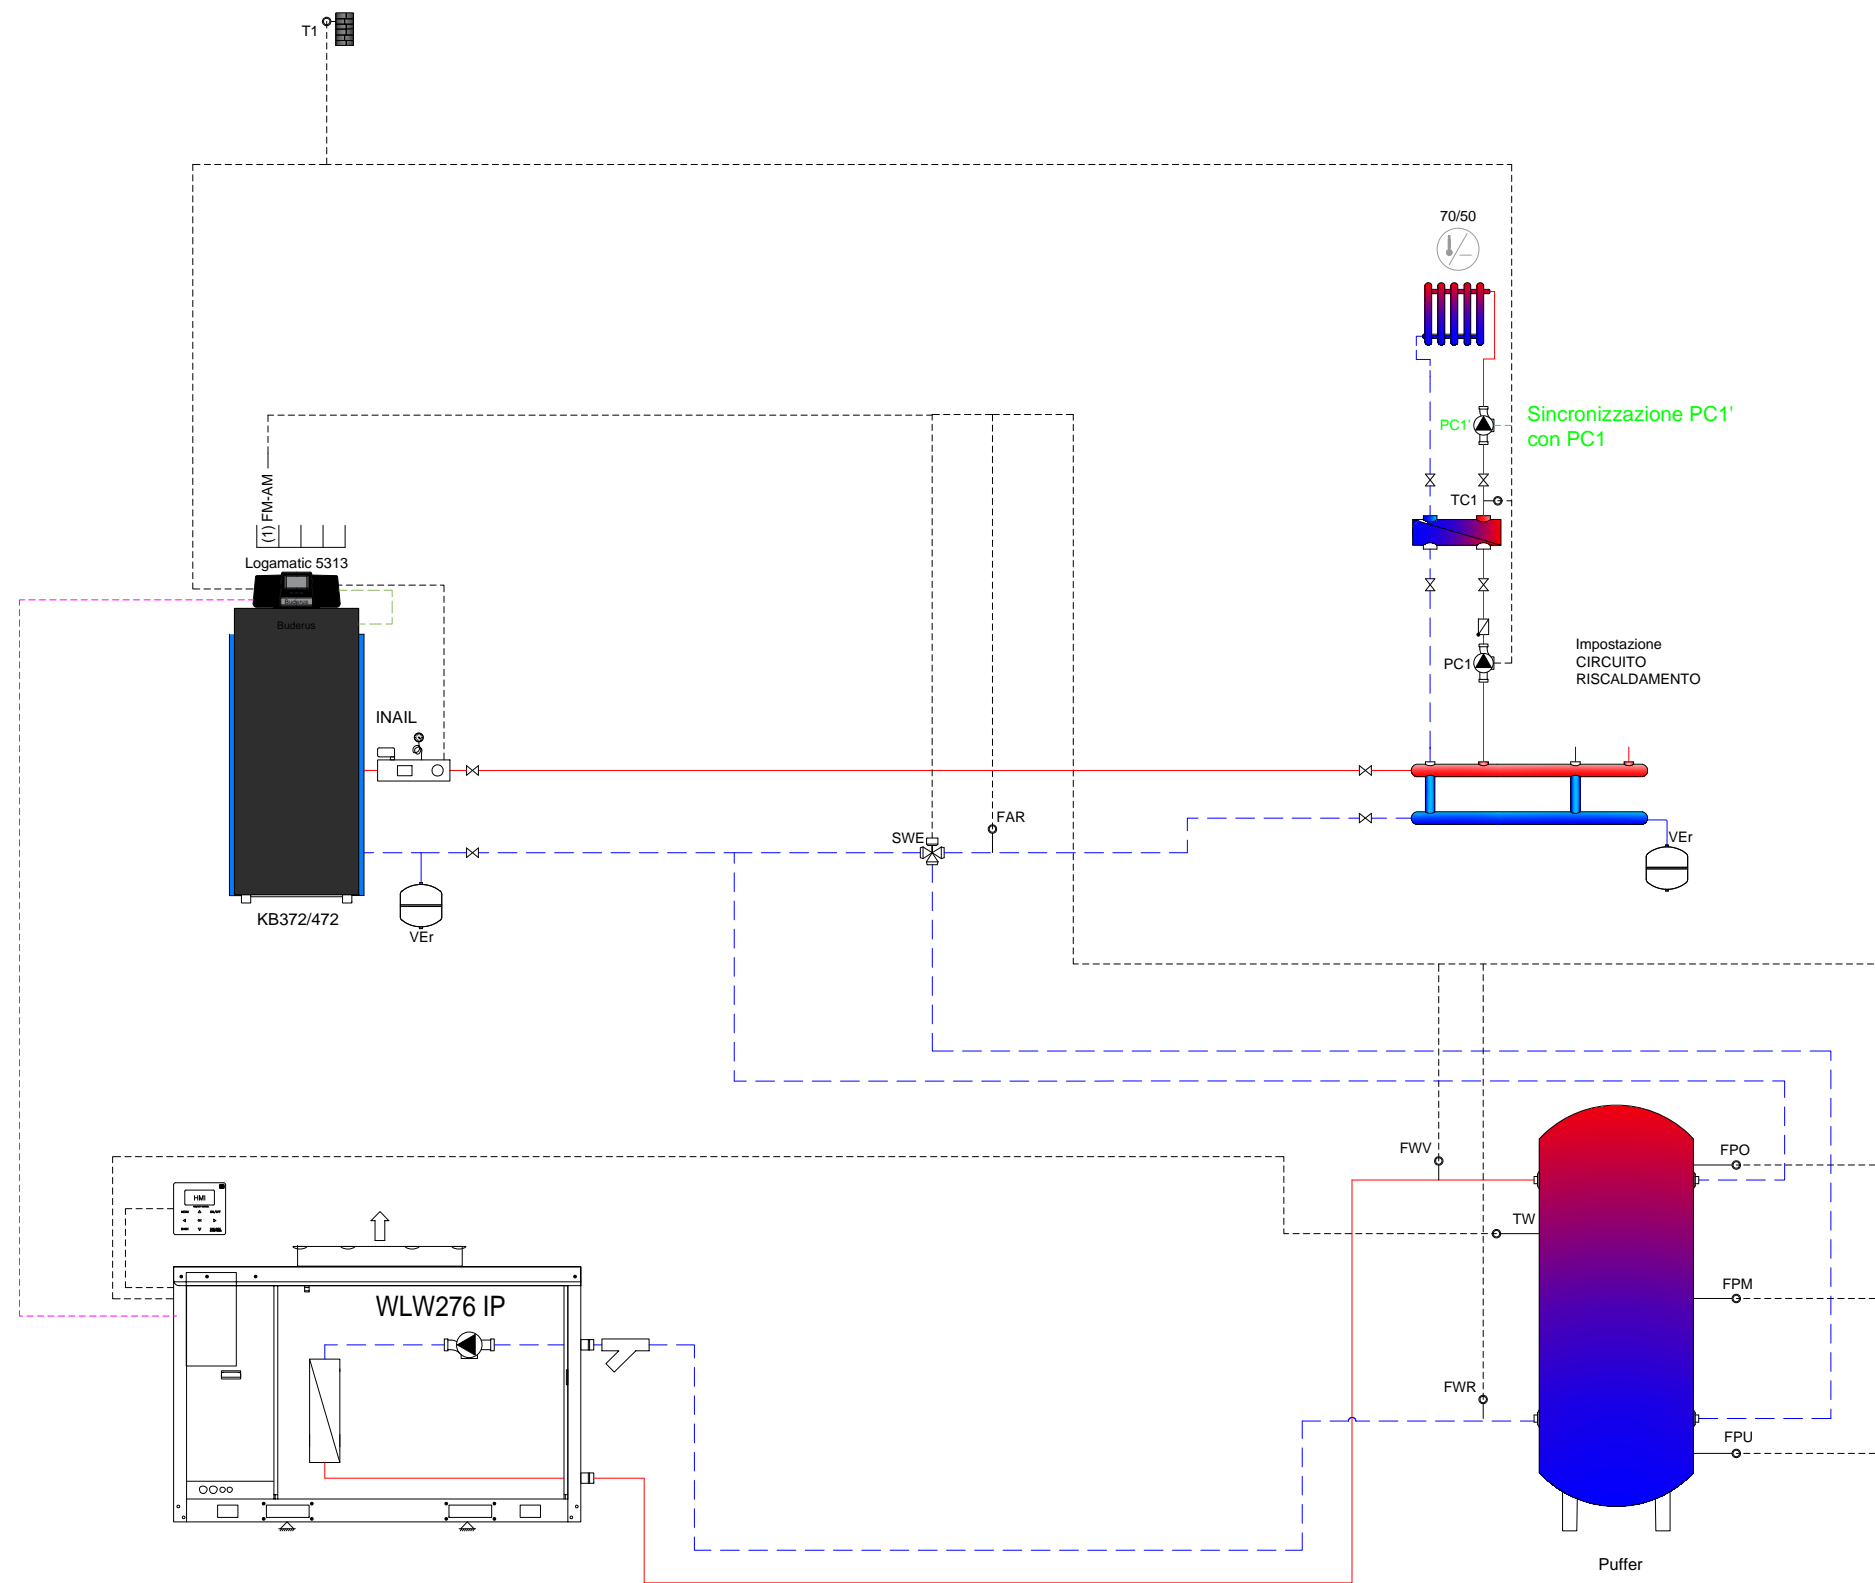 T1
70/50
PC1'
Sincronizzazione PC1'
con PC1
TC1
(1) FM-AM
Logamatic 5313
Buderus
Buderus
PC1
Impostazione
CIRCUITO
RISCALDAMENTO
INAIL
FAR
SWE
VEr
KB372/472
VEr
FWV
FPO
HMI
TW
FPM
WLW276 IP
FWR
FPU
Puffer